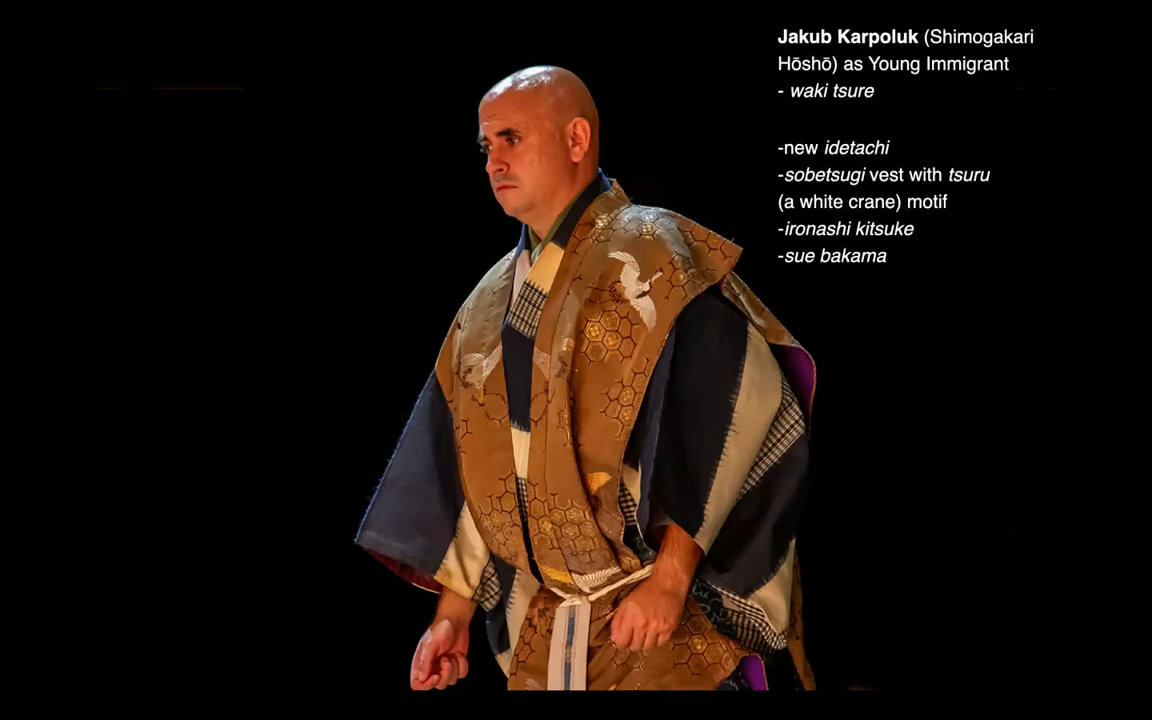 Jakub Karpoluk (Shimogakari
Hōshō) as Young Immigrant
- waki tsure
-new idetachi
-sobetsugi vest with tsuru
(a white crane) motif
-ironashi kitsuke
-sue bakama